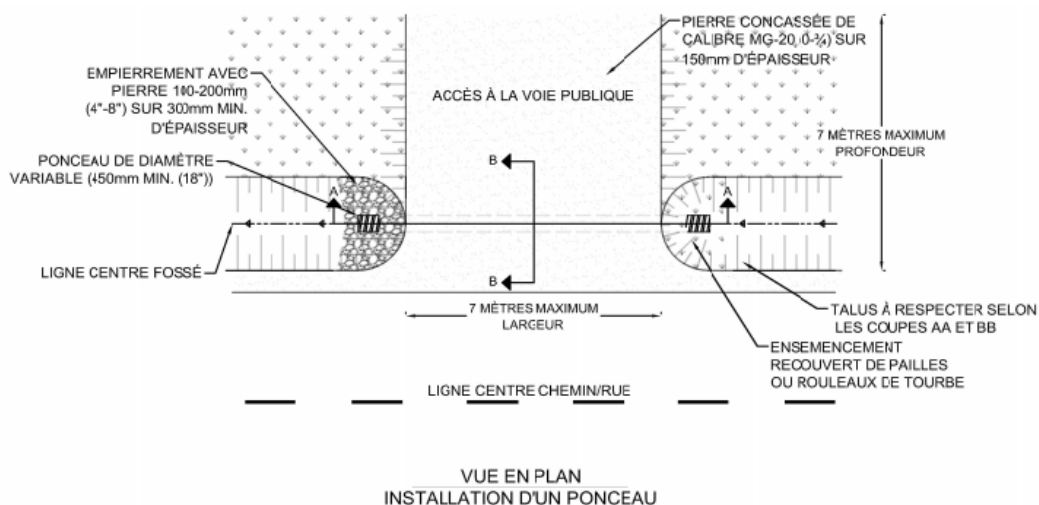 PIERRE CONCASSÉE DE
CALIBRE MG-20(0-¾) SUR
150mm D'ÉPAISSEUR
EMPIERREMENT AVEC
PIERRE 100-200mm
(4"-8") SUR 300mm MIN.
D'ÉPAISSEUR
ACCÈS À LA VOIE PUBLIQUE
7 MÈTRES MAXIMUM
PROFONDEUR
PONCEAU DE DIAMÈTRE
VARIABLE (450mm MIN. (18"))
B
A
A
B
LIGNE CENTRE FOSSÉ
7 MÈTRES MAXIMUM
LARGEUR
TALUS À RESPECTER SELON
LES COUPES AA ET BB
ENSEMENCEMENT
RECOUVERT DE PAILLES
OU ROULEAUX DE TOURBE
LIGNE CENTRE CHEMIN/RUE
VUE EN PLAN
INSTALLATION D'UN PONCEAU